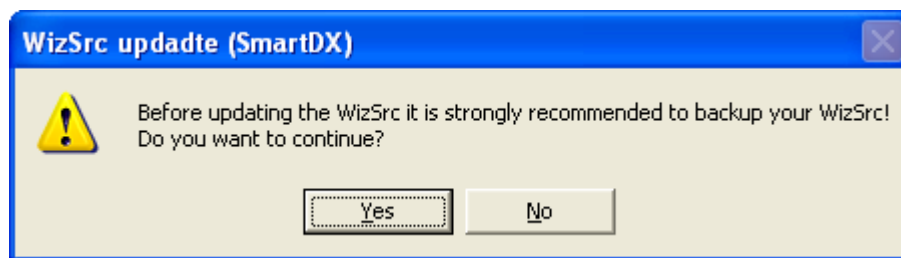 WizSrc updadte (SmartDX)
Before updating the WizSrc it is strongly recommended to backup your WizSrc!
Do you want to continue?
Yes
No